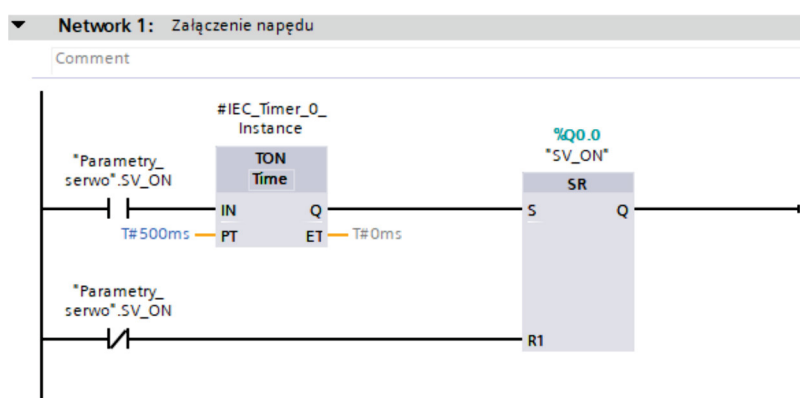 Network 1: Załączenie napędu
Comment
#IEC_Timer_0_
Instance
%Q0.0
"SV_ON"
"Parametry_
serwo".SV_ON
TON
Time
SR
IN
Q
S
Q
T#500ms
PT
ET
T#0ms
"Parametry_
serwo".SV_ON
R1